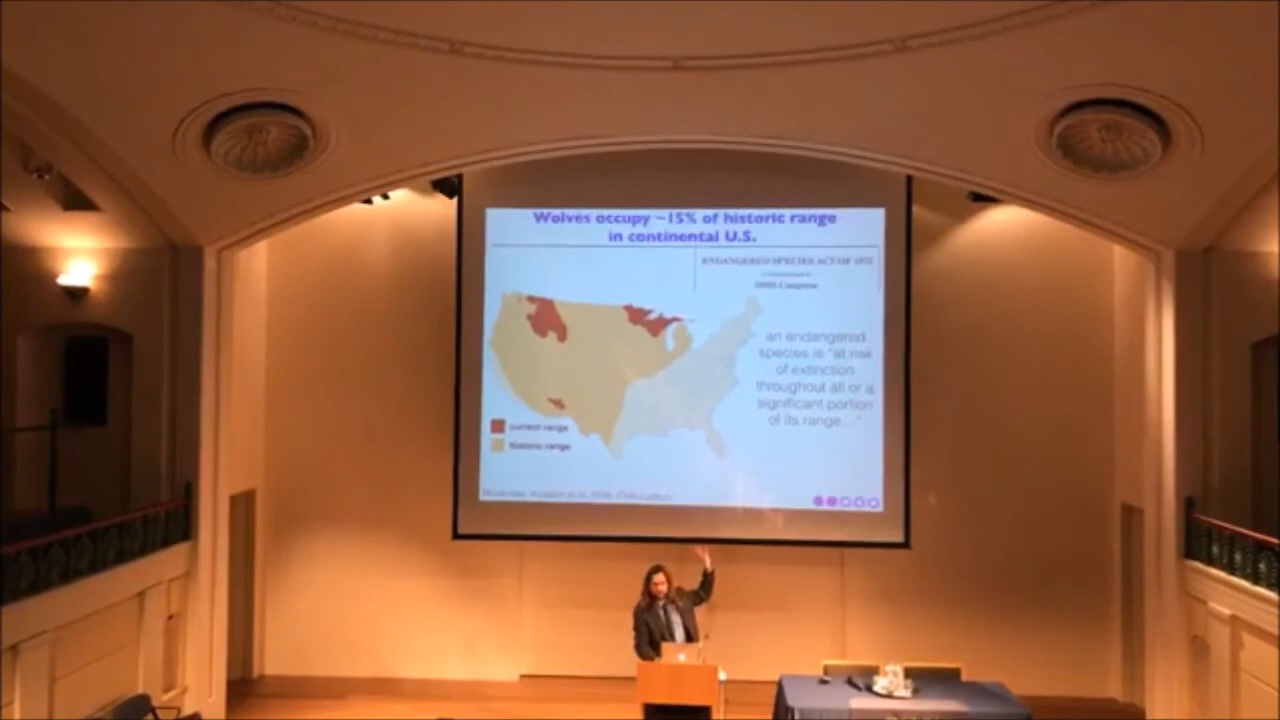 Wolves occupy ~15% of historic range
in continental U.S.
ENDANGERED SPECIES ACT OF 1973
Congress
an endangered
species is "at risk
of extinction
throughout all or a
significant portion
of its range..."
current range
historic range